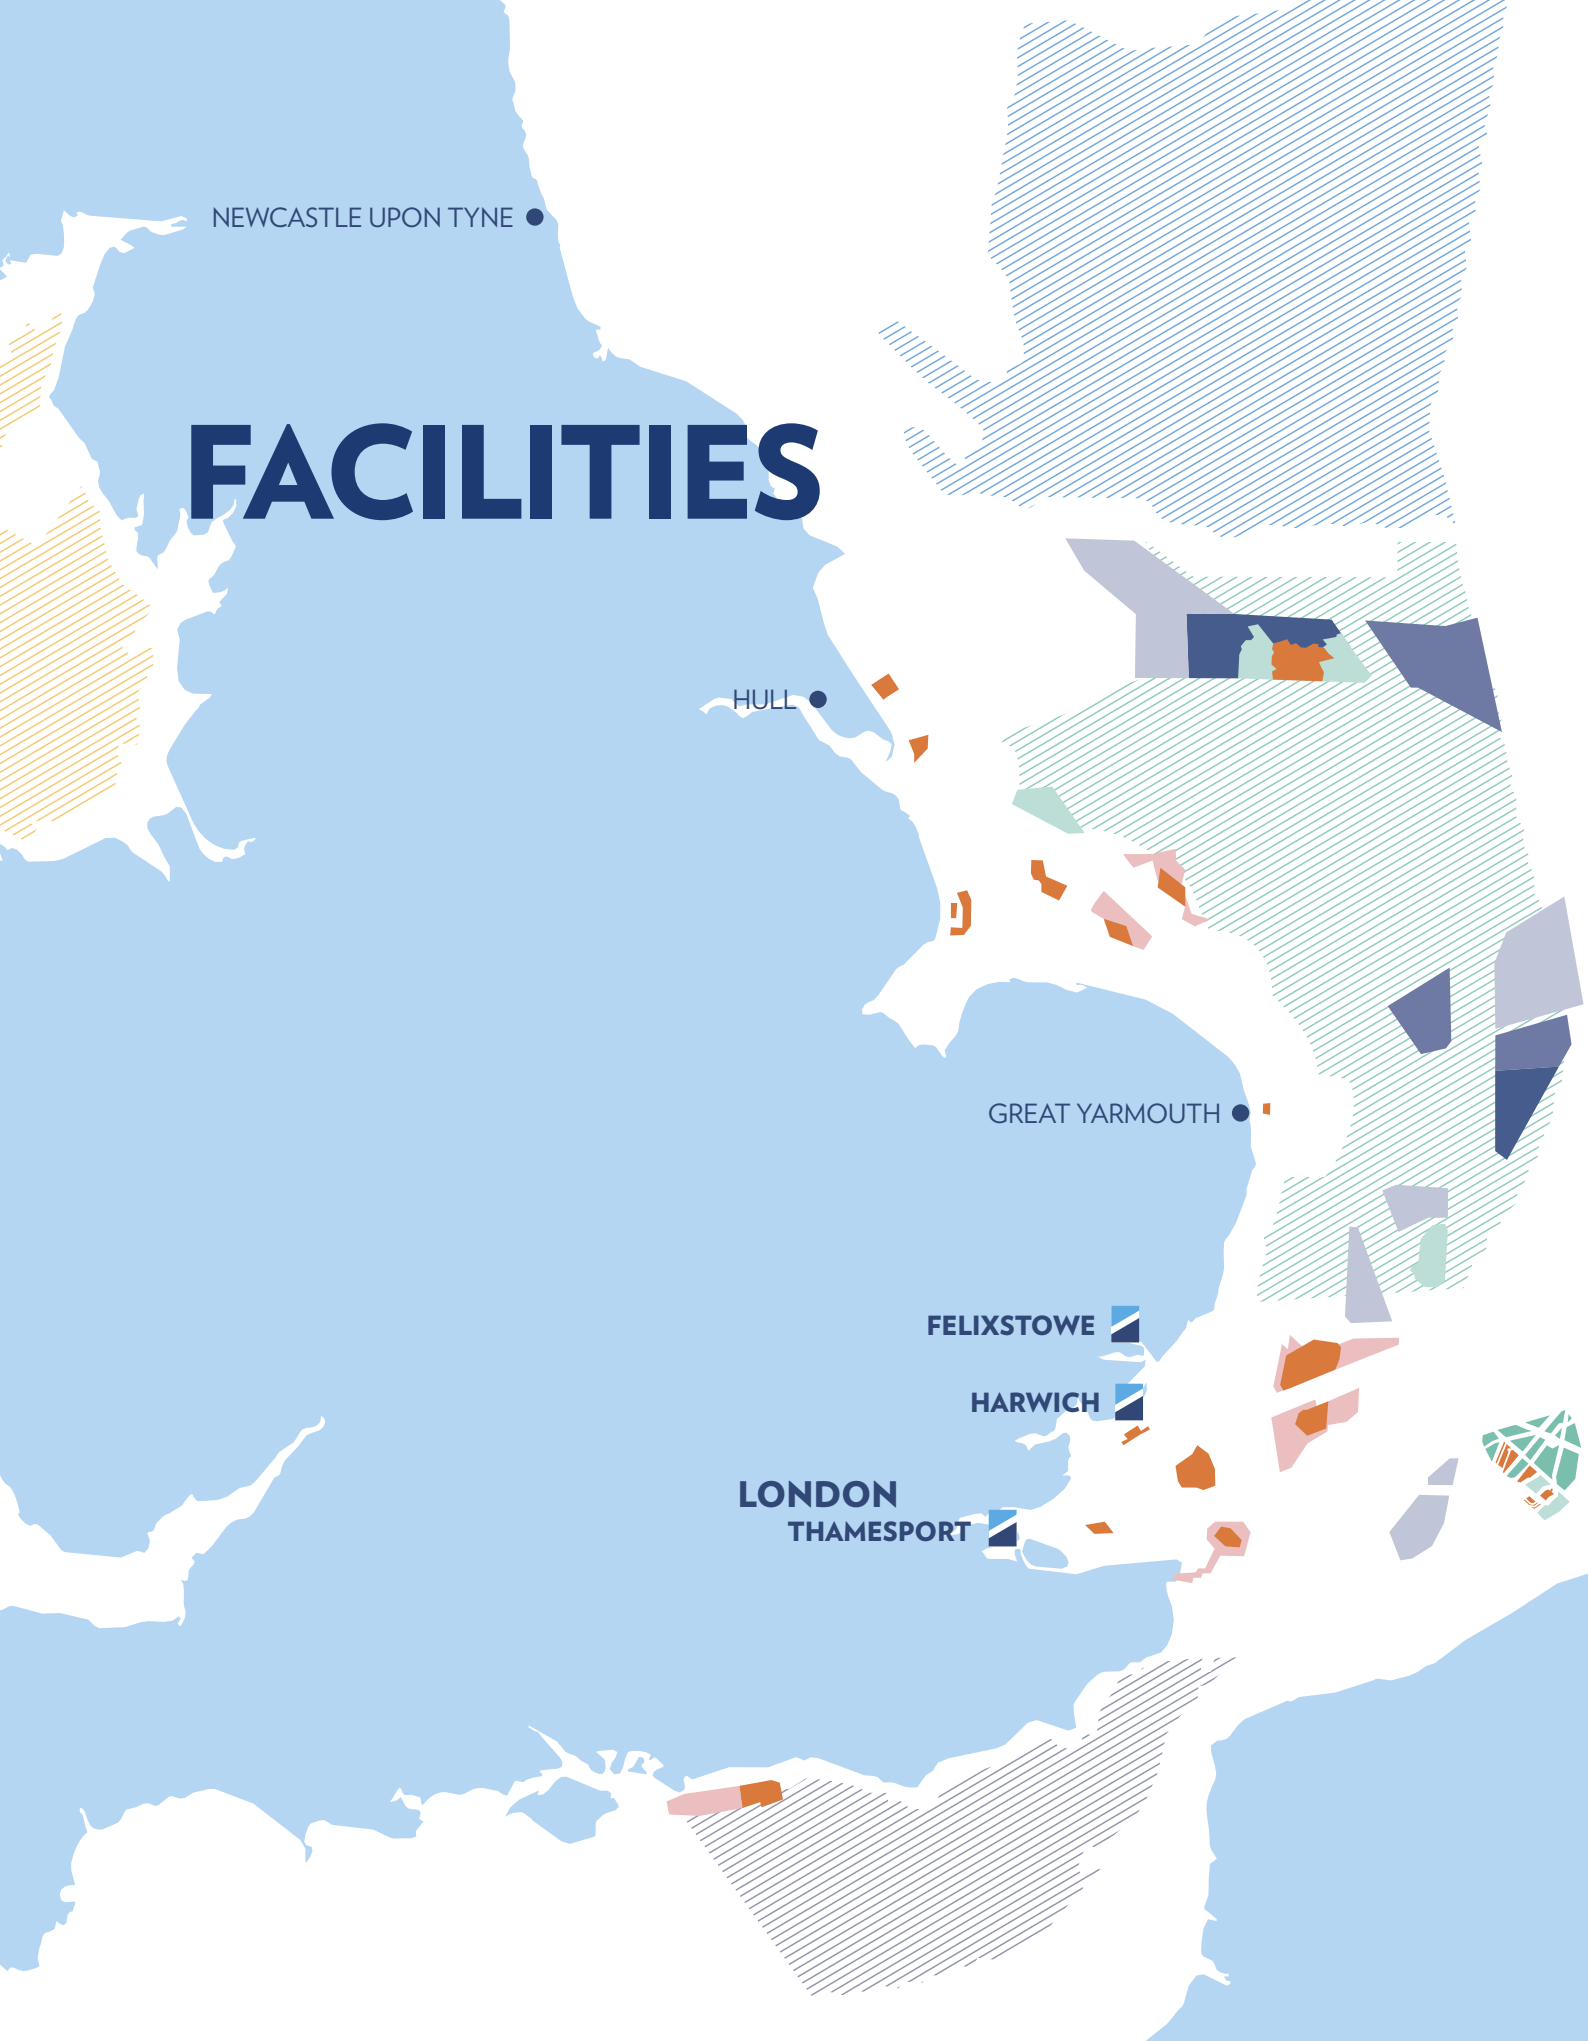 NEWCASTLE UPON TYNE
FACILITIES
HULL
GREAT YARMOUTH
FELIXSTOWE
HARWICH
LONDON
THAMESPORT